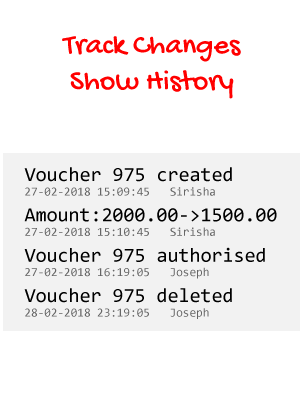 Track Changes
Show History
Voucher 975 created
27-02-2018 15:09:45 Sirisha
Amount:2000.00->1500.00
27-02-2018 15:10:45 Sirisha
Voucher 975 authorised
27-02-2018 16:19:05 Joseph
Voucher 975 deleted
28-02-2018 23:19:05 Joseph